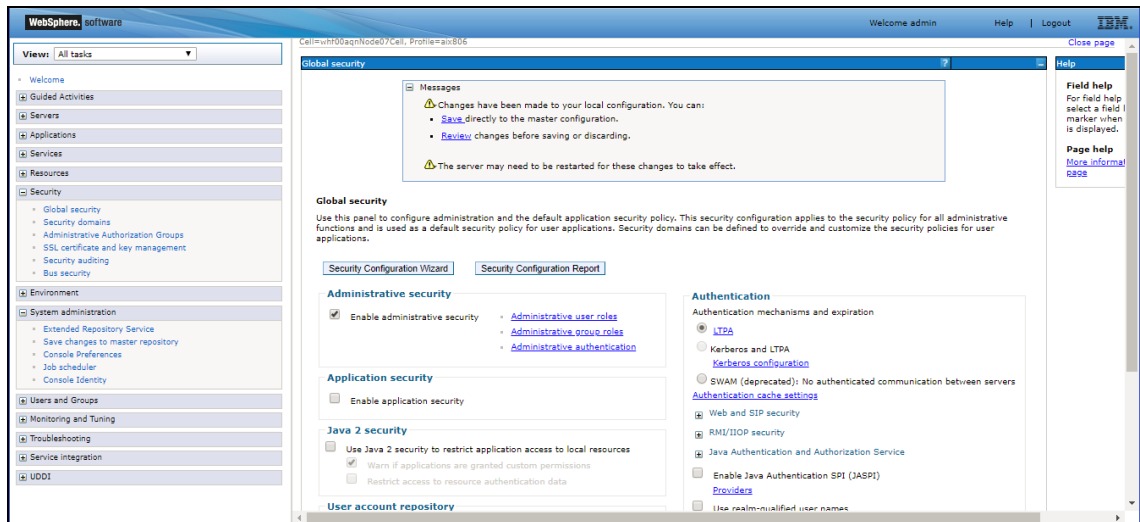 WebSphere. software
Welcome admin
Help | Logout
IBM.
View: All tasks
Welcome
Guided Activities
Servers
Applications
Services
Resources
Security
Global security
Security domains
Administrative Authorization Groups
SSL certificate and key management
Security auditing
Bus security
Environment
System administration
Extended Repository Service
Save changes to master repository
Console Preferences
Job scheduler
Console Identity
Users and Groups
Monitoring and Tuning
Troubleshooting
Service integration
UDDI
Cell=whf00aqnNode07Cell, Profile=aix806
Close page
Global security ?
Messages
Changes have been made to your local configuration. You can:
Save directly to the master configuration.
Review changes before saving or discarding.
The server may need to be restarted for these changes to take effect.
Global security
Use this panel to configure administration and the default application security policy. This security configuration applies to the security policy for all administrative
functions and is used as a default security policy for user applications. Security domains can be defined to override and customize the security policies for user
applications.
Security Configuration Wizard
Security Configuration Report
Administrative security
Enable administrative security
Administrative user roles
Administrative group roles
Administrative authentication
Application security
Enable application security
Java 2 security
Use Java 2 security to restrict application access to local resources
Warn if applications are granted custom permissions
Restrict access to resource authentication data
User account repository
Authentication
Authentication mechanisms and expiration
LTPA
Kerberos and LTPA
Kerberos configuration
SWAM (deprecated): No authenticated communication between servers
Authentication cache settings
Web and SIP security
RMI/IIOP security
Java Authentication and Authorization Service
Enable Java Authentication SPI (JASPI)
Providers
Use realm-qualified user names
Help
Field help
For field help
select a field l
marker when
is displayed.
Page help
More informat
page